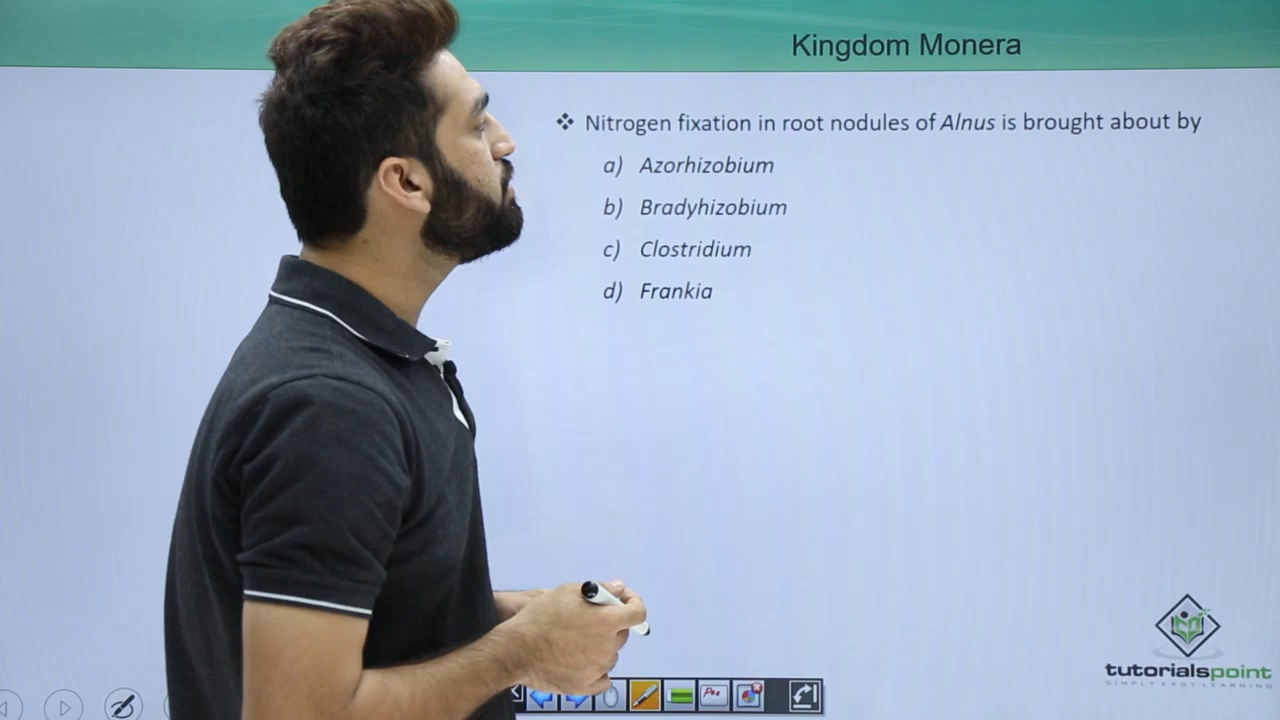 Kingdom Monera
❖ Nitrogen fixation in root nodules of Alnus is brought about by
a) Azorhizobium
b) Bradyhizobium
c) Clostridium
d) Frankia
tutorialspoint
SIMPLY EASY LEARNING
Pen